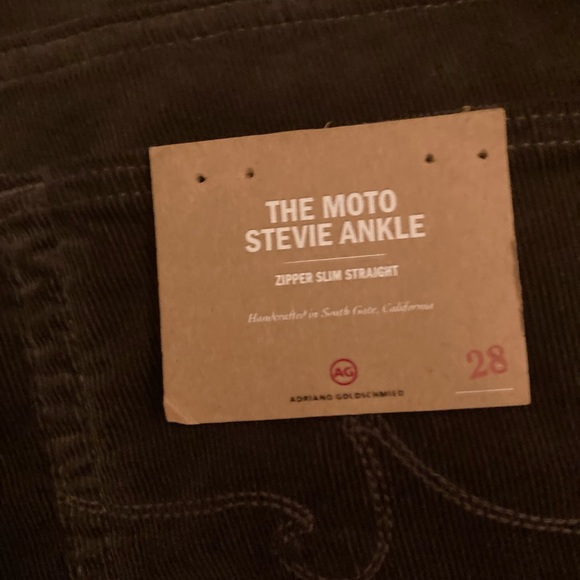 THE MOTO
STEVIE ANKLE
ZIPPER SLIM STRAIGHT
Handcrafted in South Gate, California
AG
ADRIANO GOLDSCHMIED
28